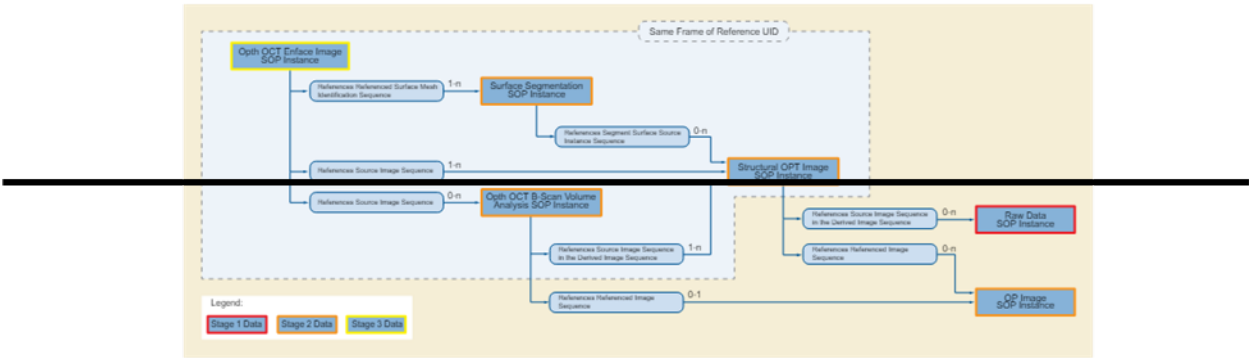 Same Frame of Reference UID
Opth OCT Enface Image
SOP Instance
References Referenced Surface Mesh
Identification Sequence
1-n
Surface Segmentation
SOP Instance
References Segment Surface Source
Instance Sequence
0-n
References Source Image Sequence
1-n
Structural OPT Image
SOP Instance
References Source Image Sequence
0-n
Opth OCT B-Scan Volume
Analysis SOP Instance
References Source Image Sequence
in the Derived Image Sequence
0-n
Raw Data
SOP Instance
References Source Image Sequence
in the Derived Image Sequence
1-n
References Referenced Image
Sequence
0-n
References Referenced Image
Sequence
0-1
OP Image
SOP Instance
Legend:
Stage 1 Data
Stage 2 Data
Stage 3 Data